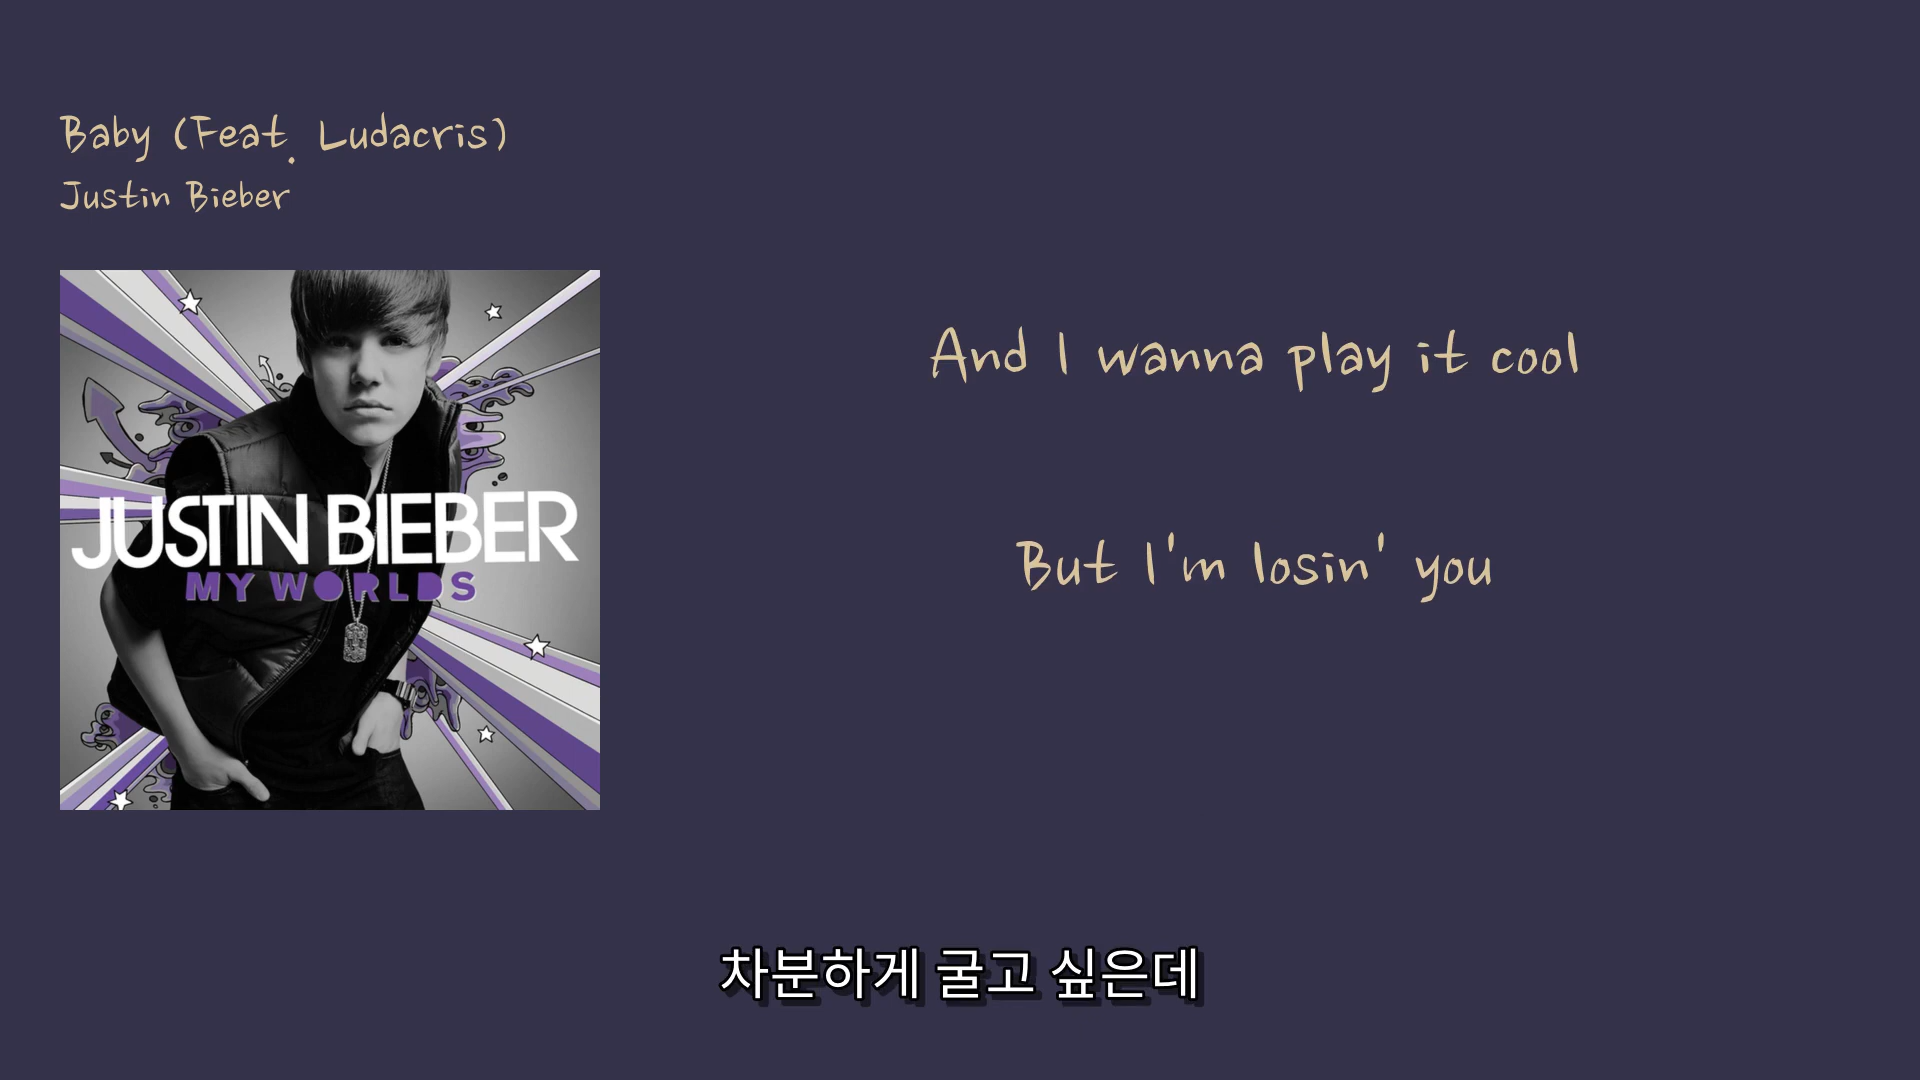 Baby (Feat. Ludacris)
Justin Bieber
JUSTIN BIEBER
MY WORLDS
And I wanna play it cool
But I'm losin' you
차분하게 굴고 싶은데